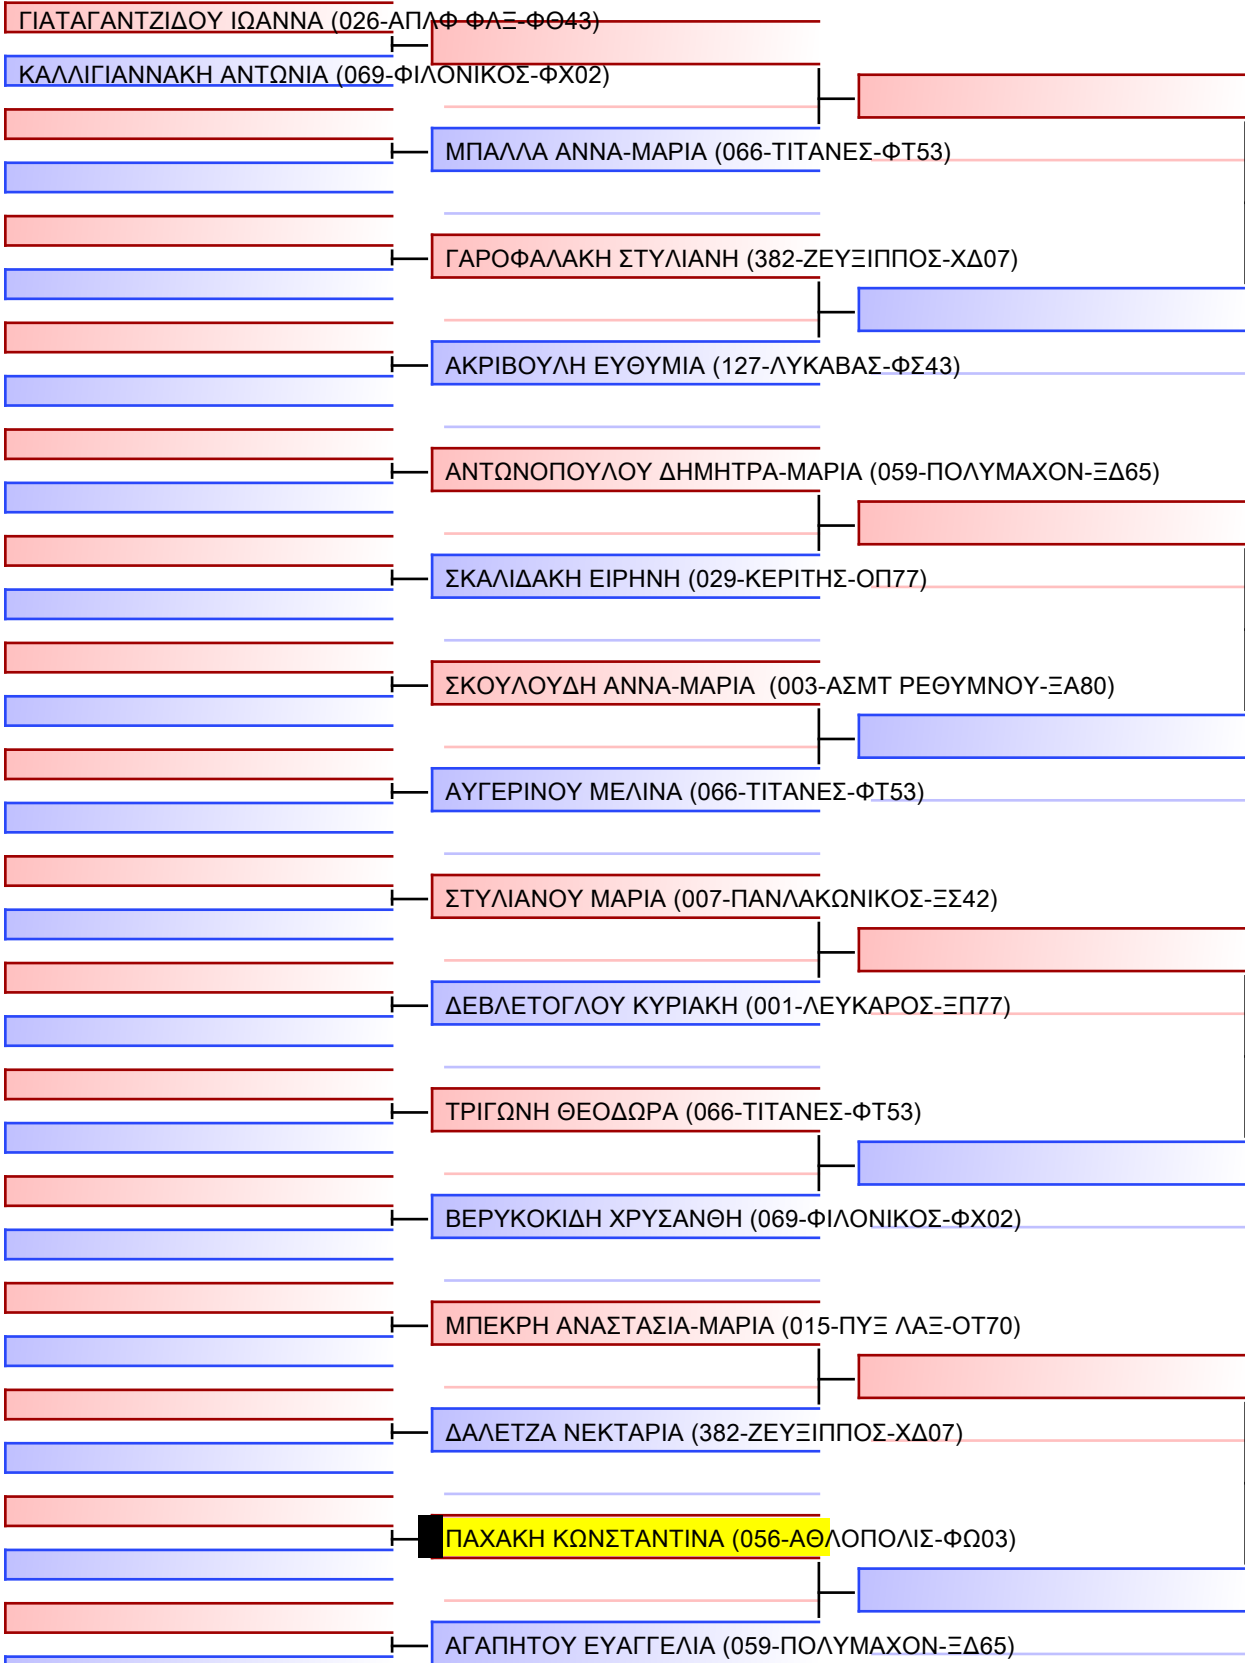 ΓΙΑΤΑΓΑΝΤΖΙΔΟΥ ΙΩΑΝΝΑ (026-ΑΠΛΦ ΦΛΞ-ΦΘ43)
ΚΑΛΛΙΓΙΑΝΝΑΚΗ ΑΝΤΩΝΙΑ (069-ΦΙΛΟΝΙΚΟΣ-ΦΧ02)
ΜΠΑΛΛΑ ΑΝΝΑ-ΜΑΡΙΑ (066-ΤΙΤΑΝΕΣ-ΦΤ53)
ΓΑΡΟΦΑΛΑΚΗ ΣΤΥΛΙΑΝΗ (382-ΖΕΥΞΙΠΠΟΣ-ΧΔ07)
ΑΚΡΙΒΟΥΛΗ ΕΥΘΥΜΙΑ (127-ΛΥΚΑΒΑΣ-ΦΣ43)
ΑΝΤΩΝΟΠΟΥΛΟΥ ΔΗΜΗΤΡΑ-ΜΑΡΙΑ (059-ΠΟΛΥΜΑΧΟΝ-ΞΔ65)
ΣΚΑΛΙΔΑΚΗ ΕΙΡΗΝΗ (029-ΚΕΡΙΤΗΣ-ΟΠ77)
ΣΚΟΥΛΟΥΔΗ ΑΝΝΑ-ΜΑΡΙΑ  (003-ΑΣΜΤ ΡΕΘΥΜΝΟΥ-ΞΑ80)
ΑΥΓΕΡΙΝΟΥ ΜΕΛΙΝΑ (066-ΤΙΤΑΝΕΣ-ΦΤ53)
ΣΤΥΛΙΑΝΟΥ ΜΑΡΙΑ (007-ΠΑΝΛΑΚΩΝΙΚΟΣ-ΞΣ42)
ΔΕΒΛΕΤΟΓΛΟΥ ΚΥΡΙΑΚΗ (001-ΛΕΥΚΑΡΟΣ-ΞΠ77)
ΤΡΙΓΩΝΗ ΘΕΟΔΩΡΑ (066-ΤΙΤΑΝΕΣ-ΦΤ53)
ΒΕΡΥΚΟΚΙΔΗ ΧΡΥΣΑΝΘΗ (069-ΦΙΛΟΝΙΚΟΣ-ΦΧ02)
ΜΠΕΚΡΗ ΑΝΑΣΤΑΣΙΑ-ΜΑΡΙΑ (015-ΠΥΞ ΛΑΞ-ΟΤ70)
ΔΑΛΕΤΖΑ ΝΕΚΤΑΡΙΑ (382-ΖΕΥΞΙΠΠΟΣ-ΧΔ07)
ΠΑΧΑΚΗ ΚΩΝΣΤΑΝΤΙΝΑ (056-ΑΘΛΟΠΟΛΙΣ-ΦΩ03)
ΑΓΑΠΗΤΟΥ ΕΥΑΓΓΕΛΙΑ (059-ΠΟΛΥΜΑΧΟΝ-ΞΔ65)